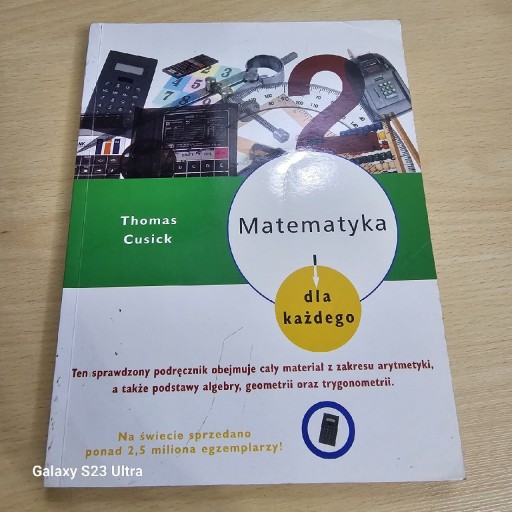 2
Thomas
Cusick
Matematyka
dla
każdego
Ten sprawdzony podręcznik obejmuje cały materiał z zakresu arytmetyki,
a także podstawy algebry, geometrii oraz trygonometrii.
Na świecie sprzedano
ponad 2,5 miliona egzemplarzy!
Galaxy S23 Ultra